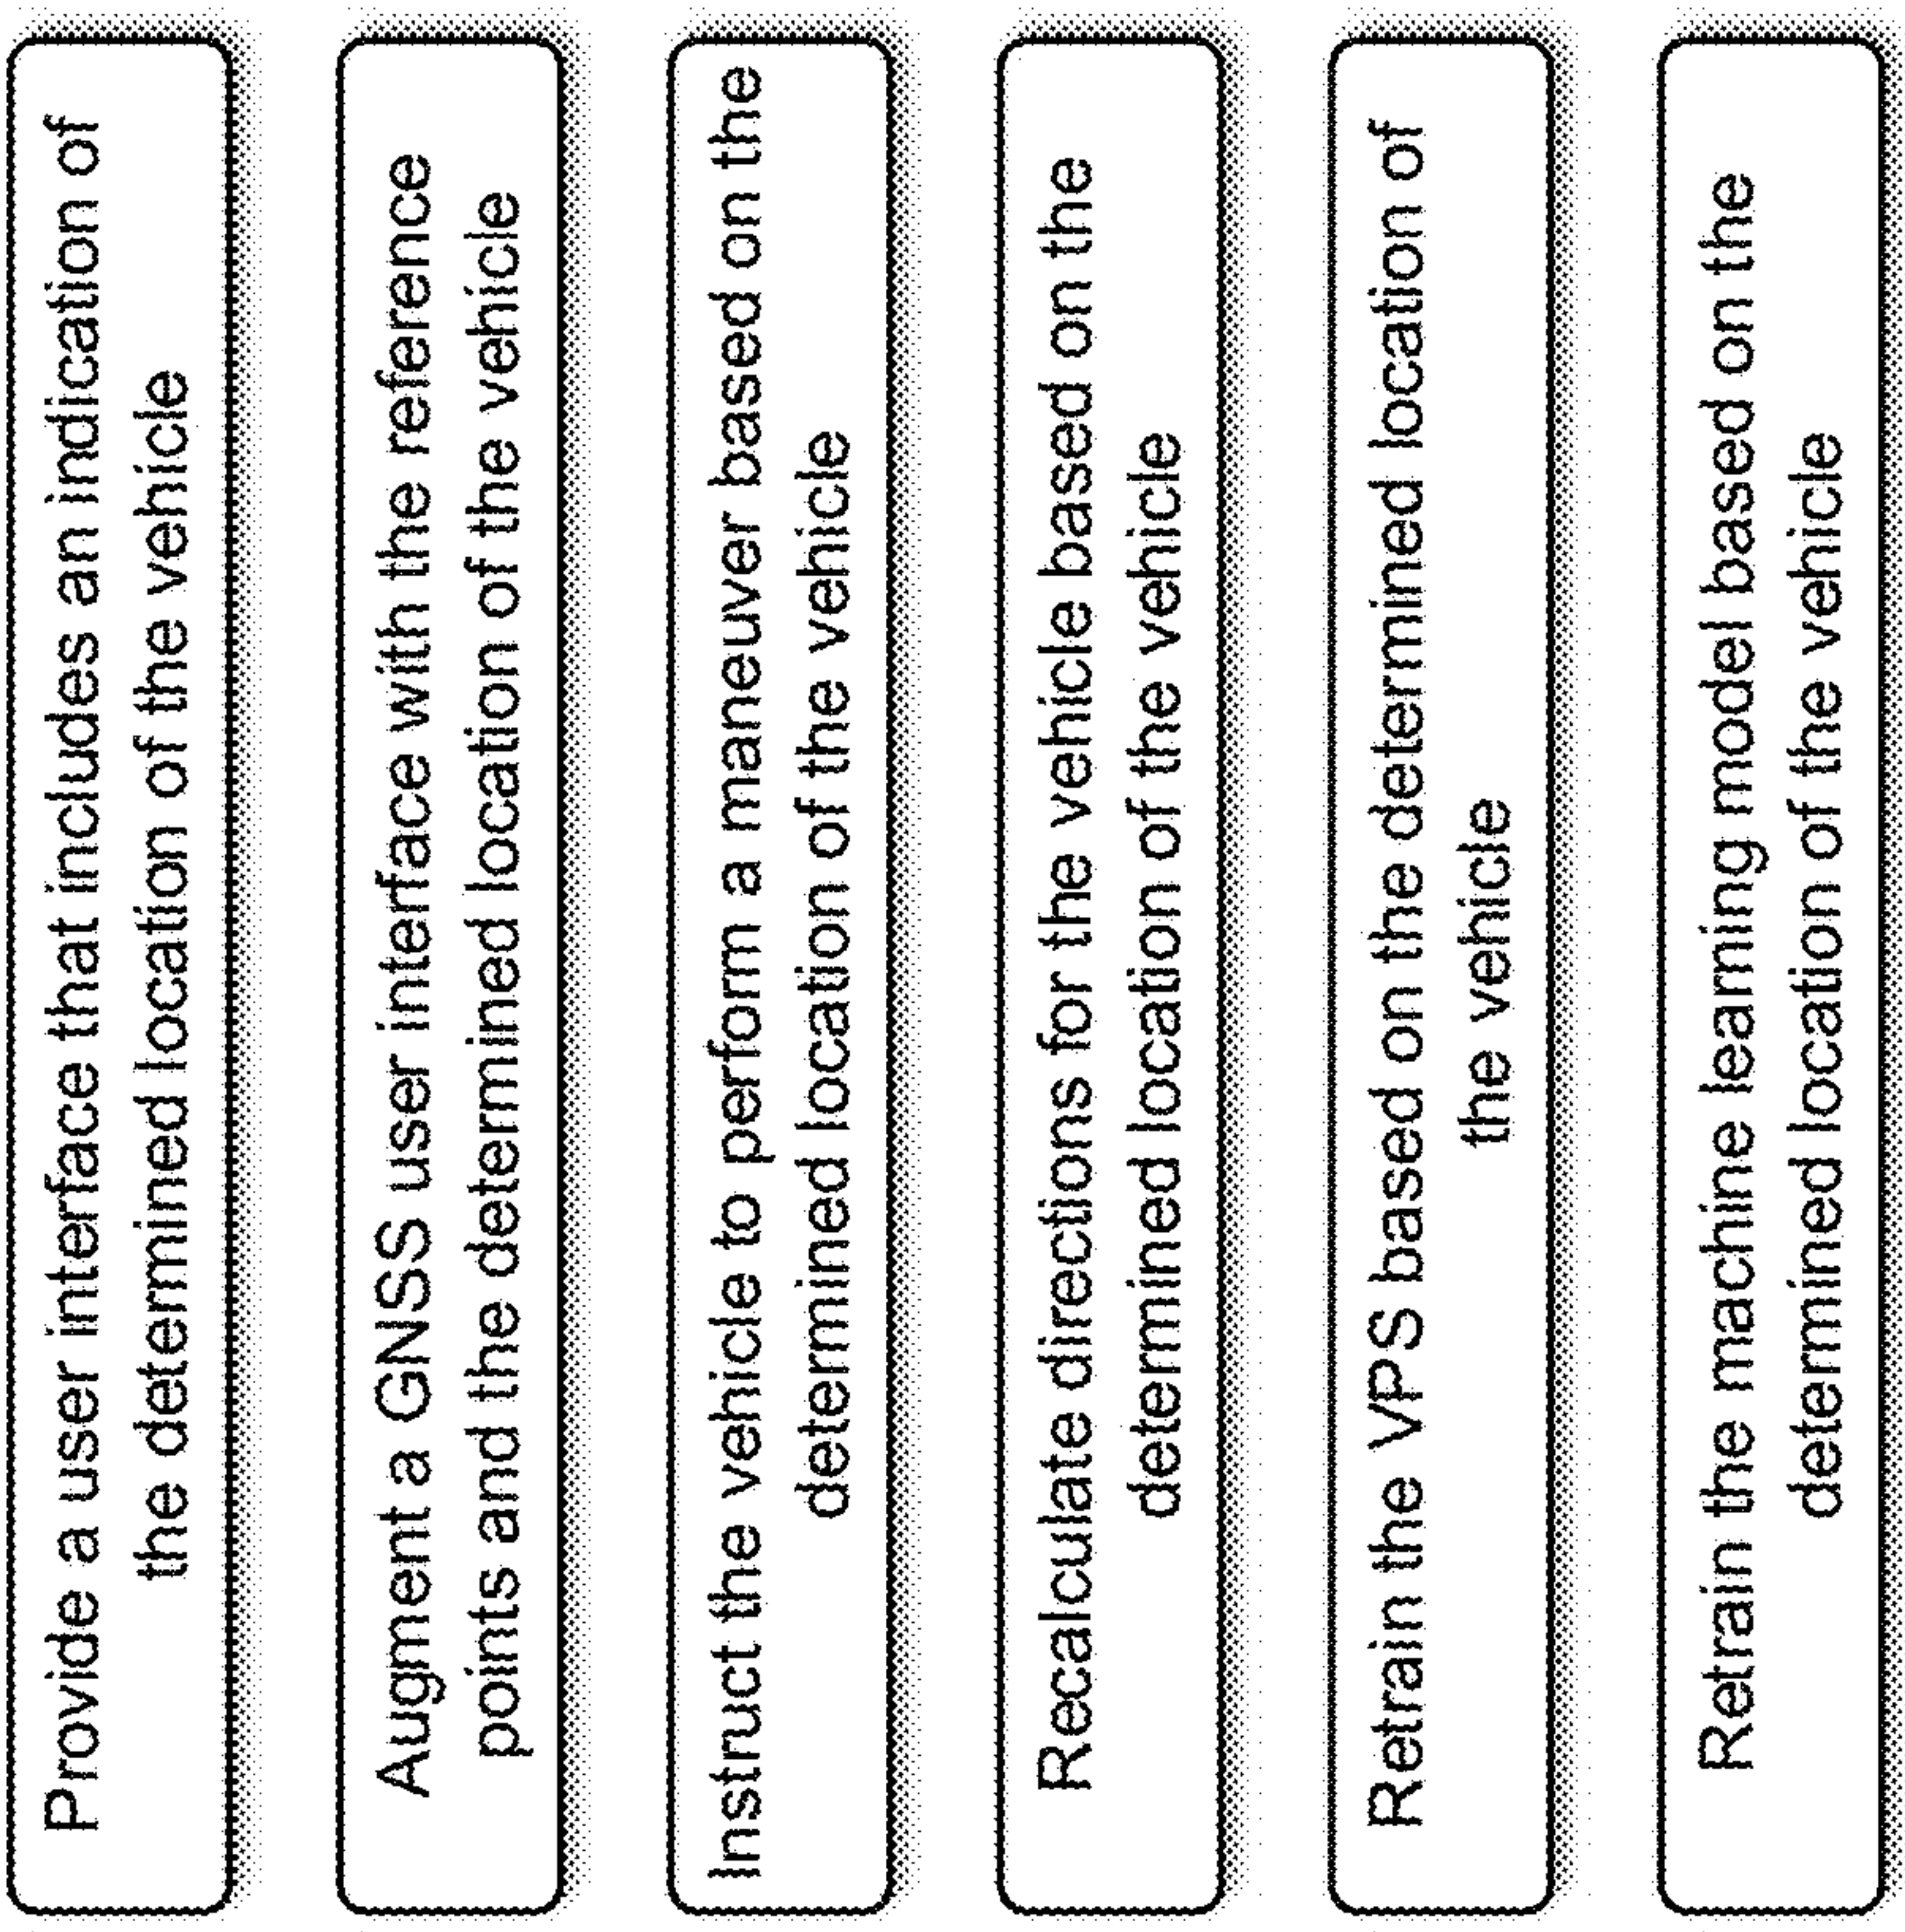 Provide a user interface that includes an indication of
the determined location of the vehicle
Augment a GNSS user interface with the reference
points and the determined location of the vehicle
Instruct the vehicle to perform a maneuver based on the
determined location of the vehicle
Recalculate directions for the vehicle based on the
determined location of the vehicle
Retrain the VPS based on the determined location of
the vehicle
Retrain the machine learning model based on the
determined location of the vehicle